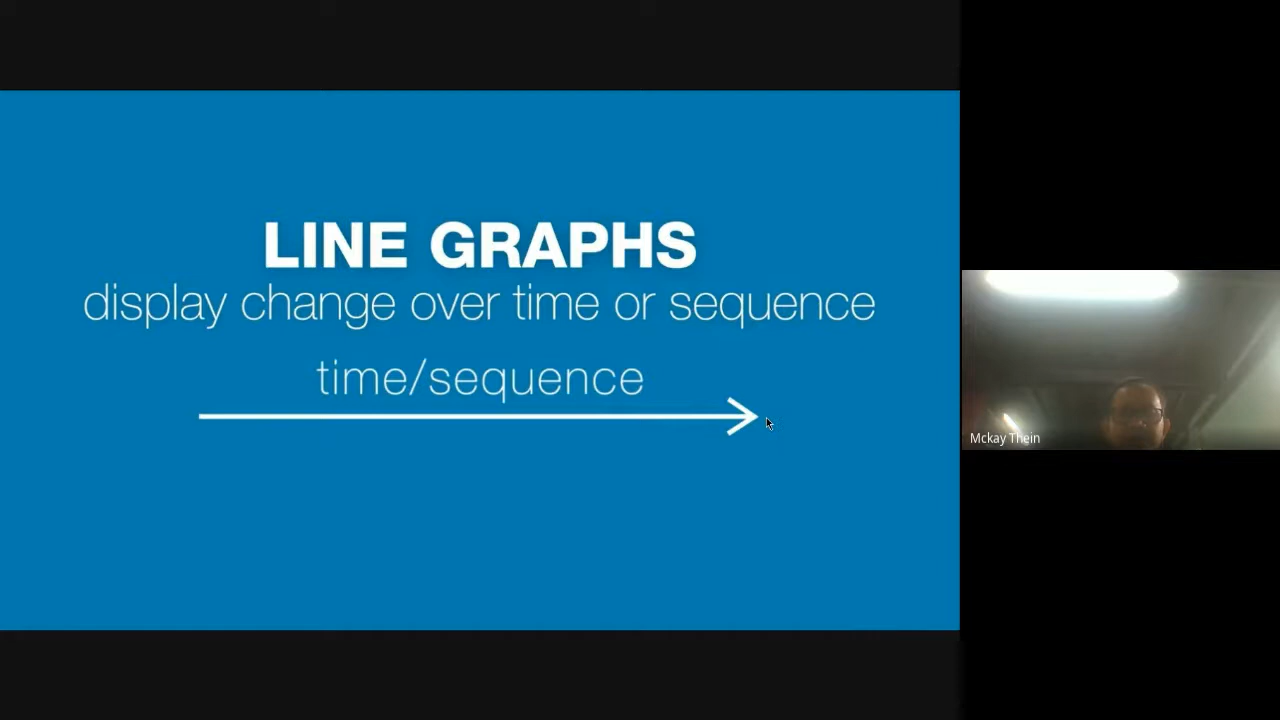 LINE GRAPHS
display change over time or sequence
time/sequence
Mckay Thein